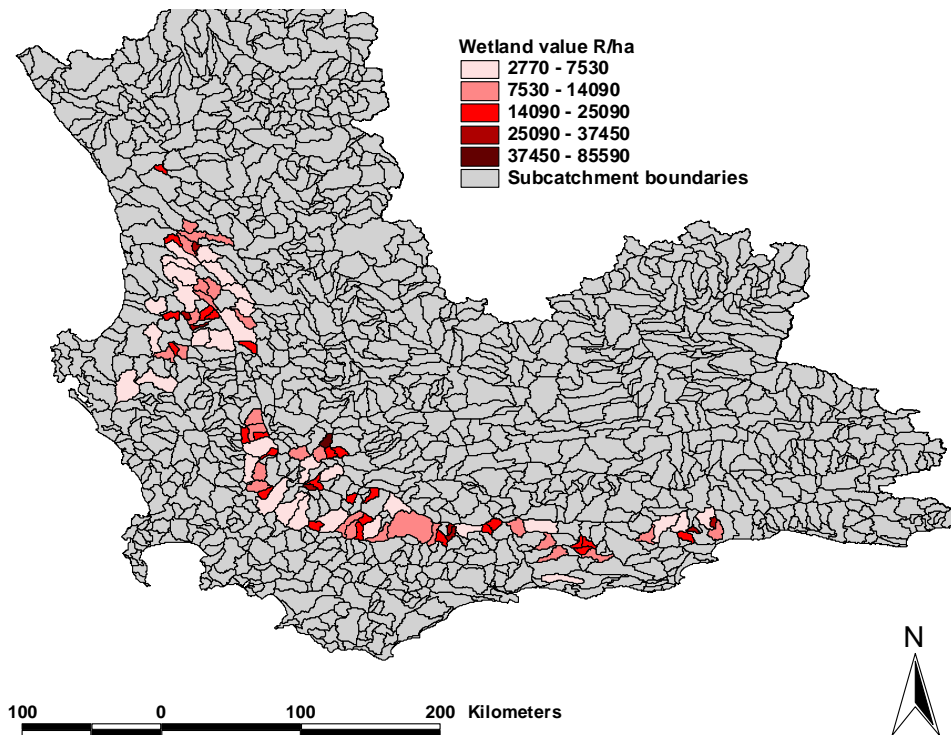 Wetland value R/ha
2770 - 7530
7530 - 14090
14090 - 25090
25090 - 37450
37450 - 85590
Subcatchment boundaries
N
100 0 100 200 Kilometers